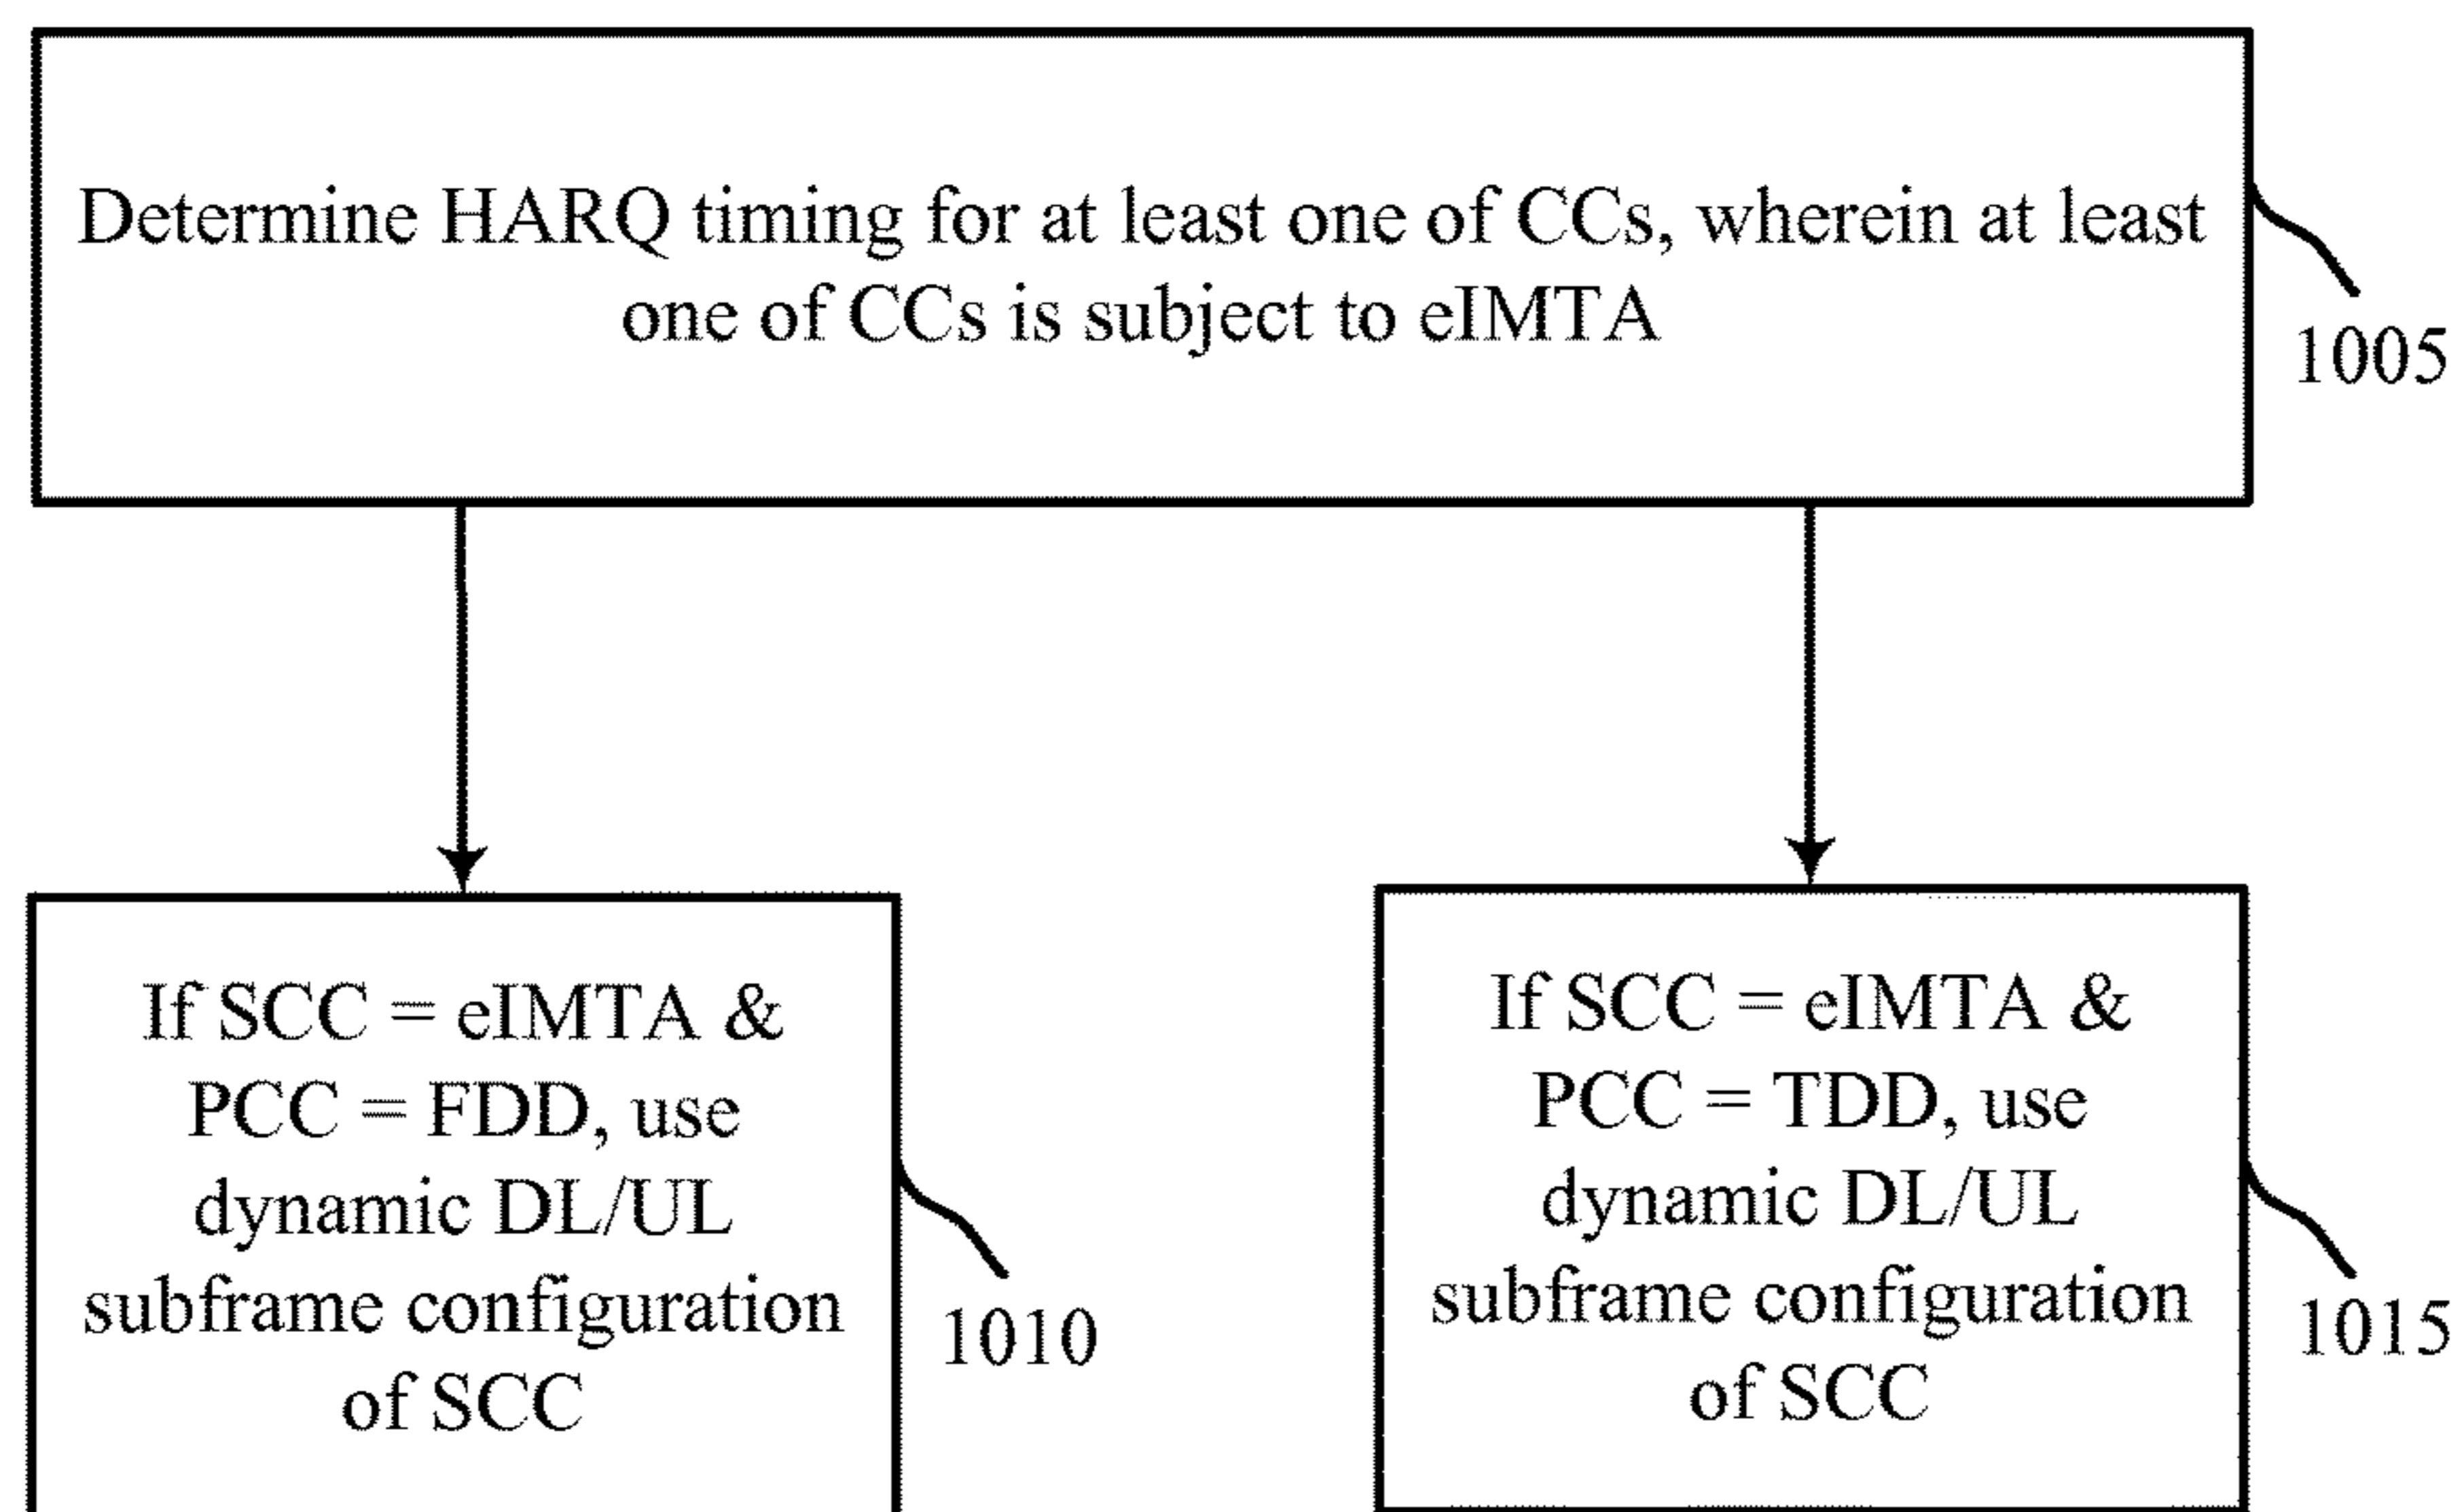 Determine HARQ timing for at least one of CCs, wherein at least
one of CCs is subject to eIMTA
1005
If SCC = eIMTA &
PCC = FDD, use
dynamic DL/UL
subframe configuration
of SCC
1010
If SCC = eIMTA &
PCC = TDD, use
dynamic DL/UL
subframe configuration
of SCC
1015